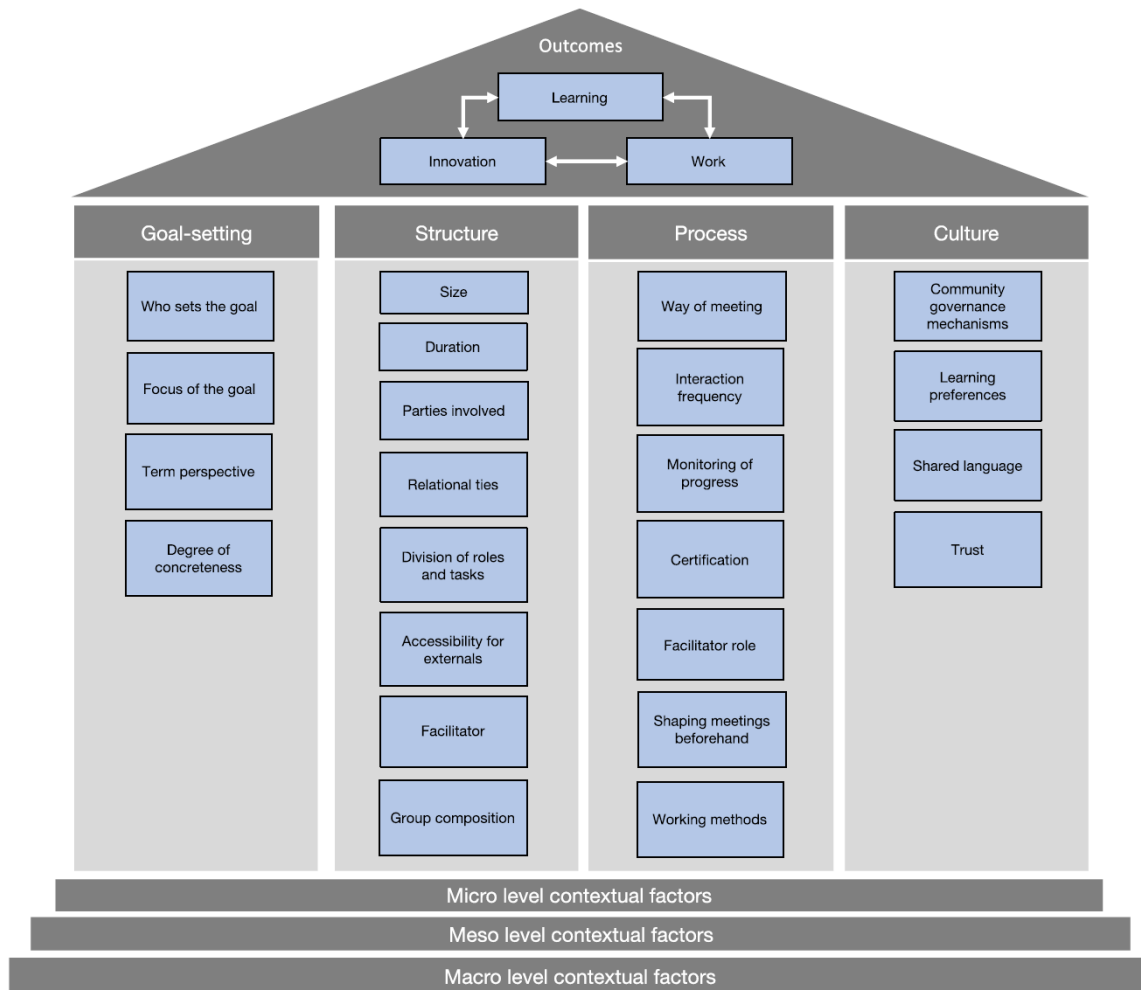 Outcomes
Learning
Innovation
Work
Goal-setting
Who sets the goal
Focus of the goal
Term perspective
Degree of
concreteness
Structure
Size
Duration
Parties involved
Relational ties
Division of roles
and tasks
Accessibility for
externals
Facilitator
Group composition
Process
Way of meeting
Interaction
frequency
Monitoring of
progress
Certification
Facilitator role
Shaping meetings
beforehand
Working methods
Culture
Community
governance
mechanisms
Learning
preferences
Shared language
Trust
Micro level contextual factors
Meso level contextual factors
Macro level contextual factors